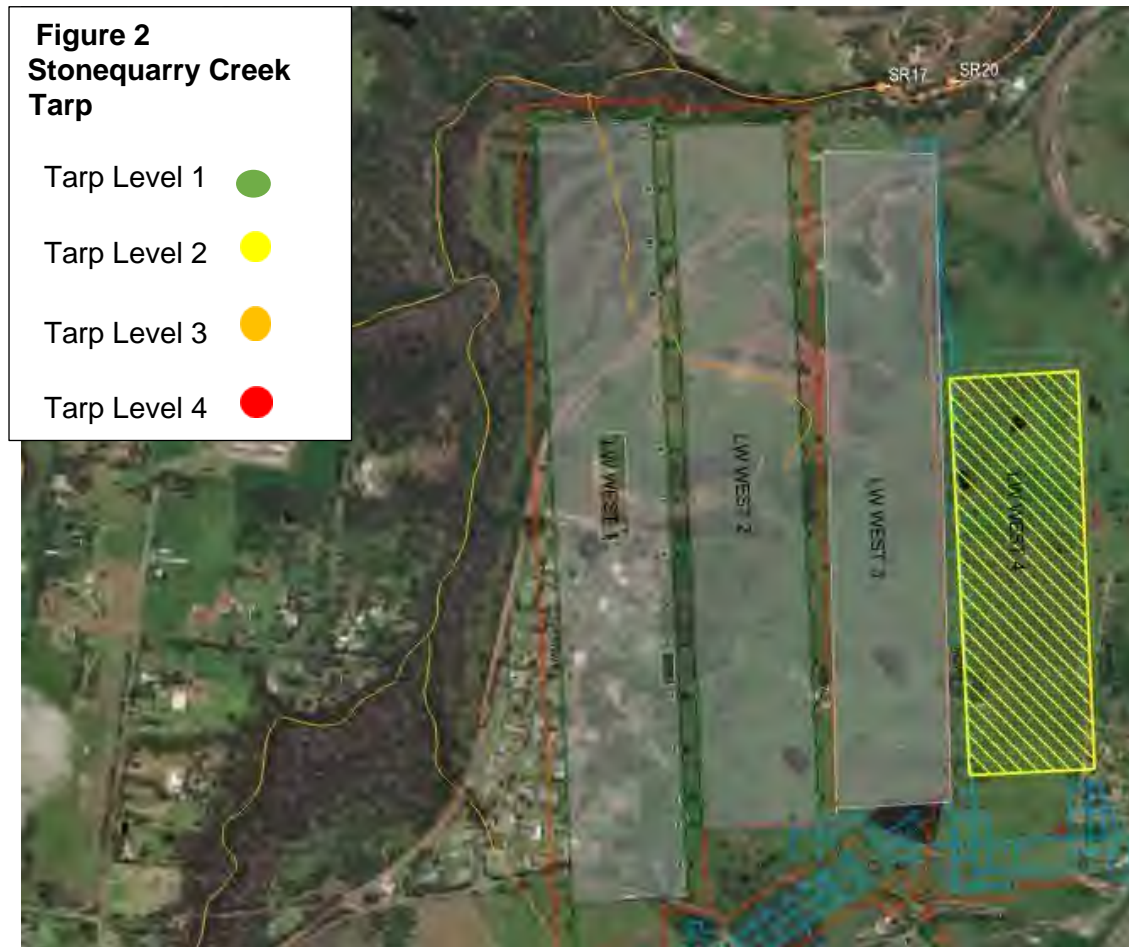 Figure 2
Stonequarry Creek
Tarp
Tarp Level 1
Tarp Level 2
Tarp Level 3
Tarp Level 4
SR17
SR20
LW WEST 1
LW WEST 2
LW WEST 3
LW WEST 4